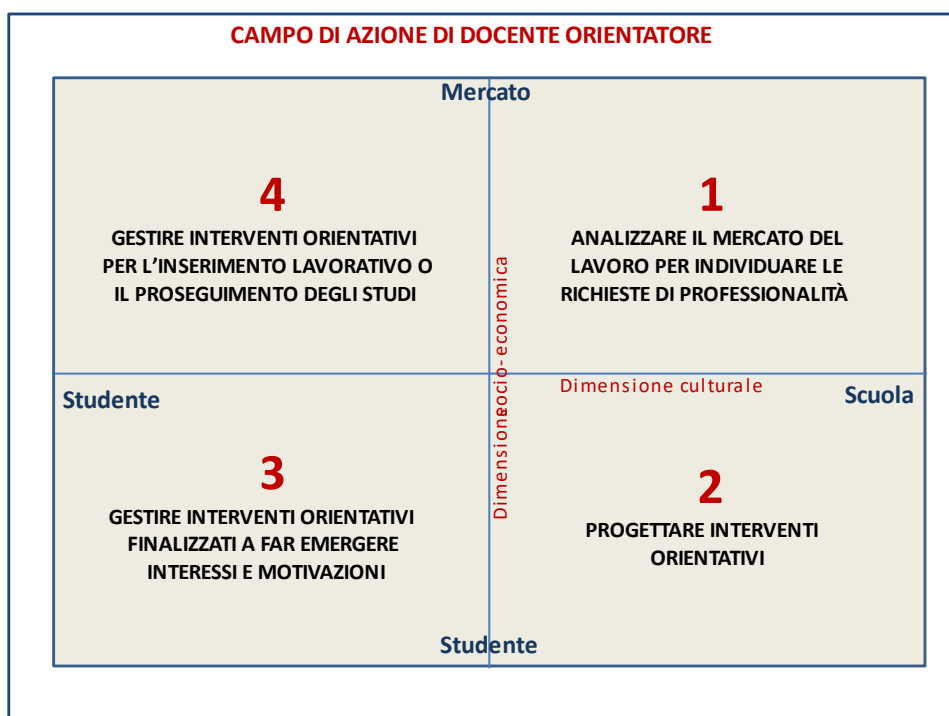 CAMPO DI AZIONE DI DOCENTE ORIENTATORE
Mercato
4
GESTIRE INTERVENTI ORIENTATIVI
PER L’INSERIMENTO LAVORATIVO O
IL PROSEGUIMENTO DEGLI STUDI
1
ANALIZZARE IL MERCATO DEL
LAVORO PER INDIVIDUARE LE
RICHIESTE DI PROFESSIONALITÀ
Dimensione socio-economica
Dimensione culturale
Studente
Scuola
3
GESTIRE INTERVENTI ORIENTATIVI
FINALIZZATI A FAR EMERGERE
INTERESSI E MOTIVAZIONI
2
PROGETTARE INTERVENTI
ORIENTATIVI
Studente